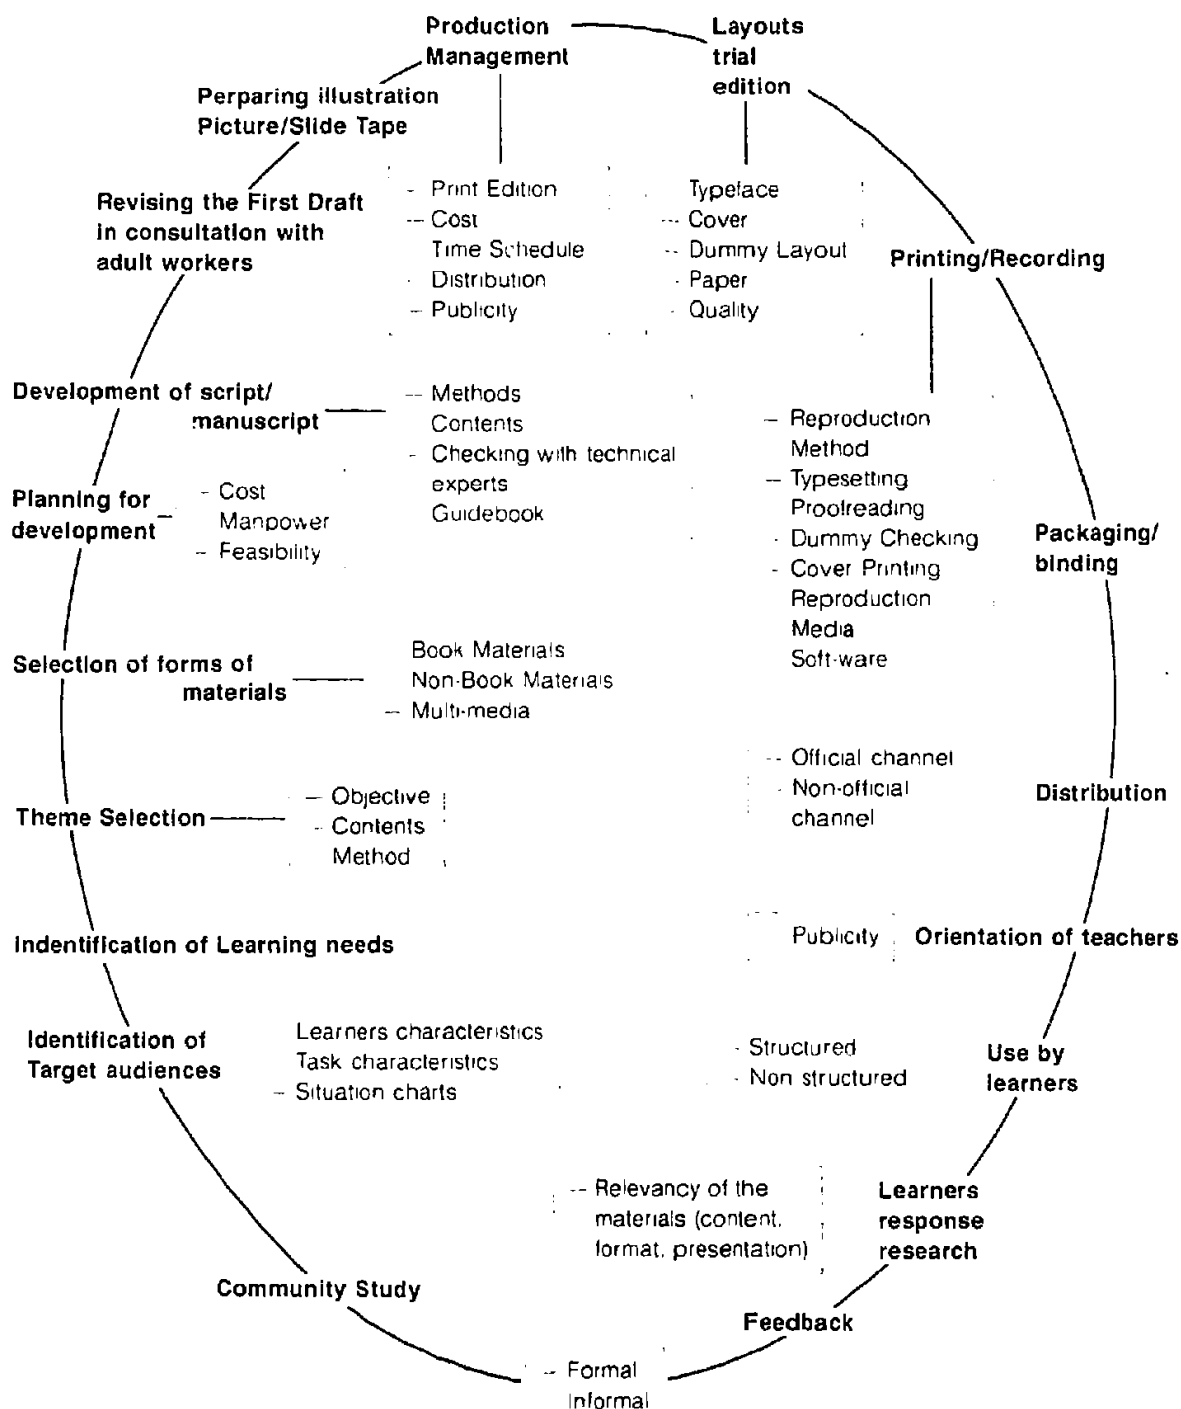 Production
Management
Layouts
trial
edition
Perparing illustration
Picture/Slide Tape
Revising the First Draft
in consultation with
adult workers
- Print Edition
- Cost
Time Schedule
- Distribution
- Publicity
Typeface
- Cover
- Dummy Layout
- Paper
- Quality
Printing/Recording
Development of script/
manuscript
- Methods
Contents
- Checking with technical
experts
Guidebook
- Reproduction
Method
- Typesetting
Proofreading
- Dummy Checking
- Cover Printing
Reproduction
Media
Soft-ware
Planning for
development
- Cost
Manpower
- Feasibility
Packaging/
binding
Selection of forms of
materials
Book Materials
Non-Book Materials
- Multi-media
- Official channel
- Non-official
channel
Distribution
Theme Selection
- Objective
- Contents
Method
Indentification of Learning needs
Publicity
Orientation of teachers
Identification of
Target audiences
Learners characteristics
Task characteristics
- Situation charts
- Structured
- Non structured
Use by
learners
- Relevancy of the
materials (content,
format, presentation)
Learners
response
research
Community Study
Feedback
- Formal
Informal